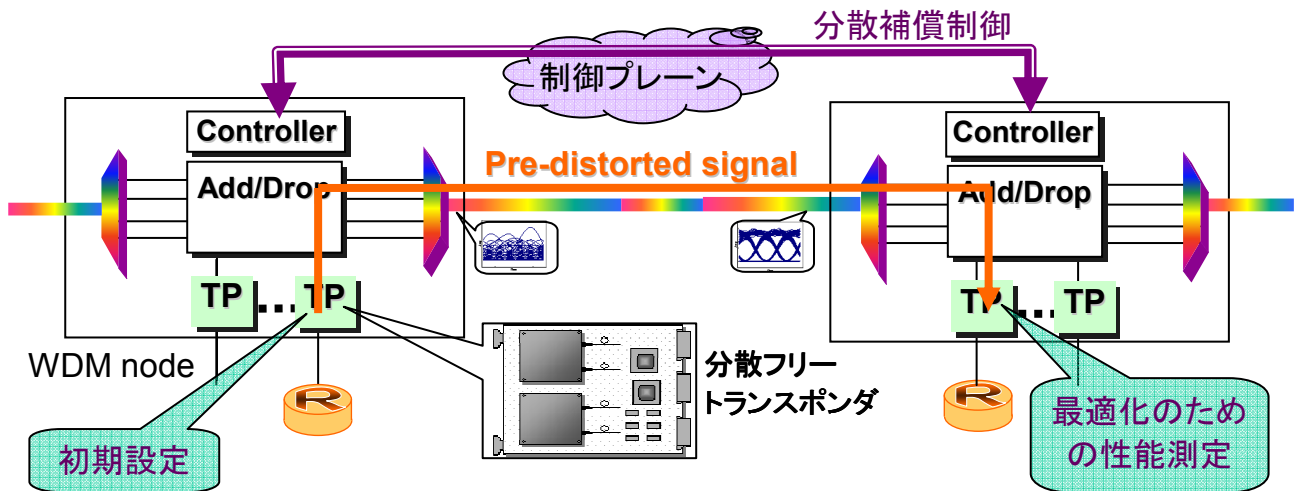 分散補償制御
制御プレーン
Controller
Controller
Pre-distorted signal
Add/Drop
Add/Drop
TP
...
TP
TP
...
TP
WDM node
分散フリー
トランスポンダ
R
R
初期設定
最適化のため
の性能測定